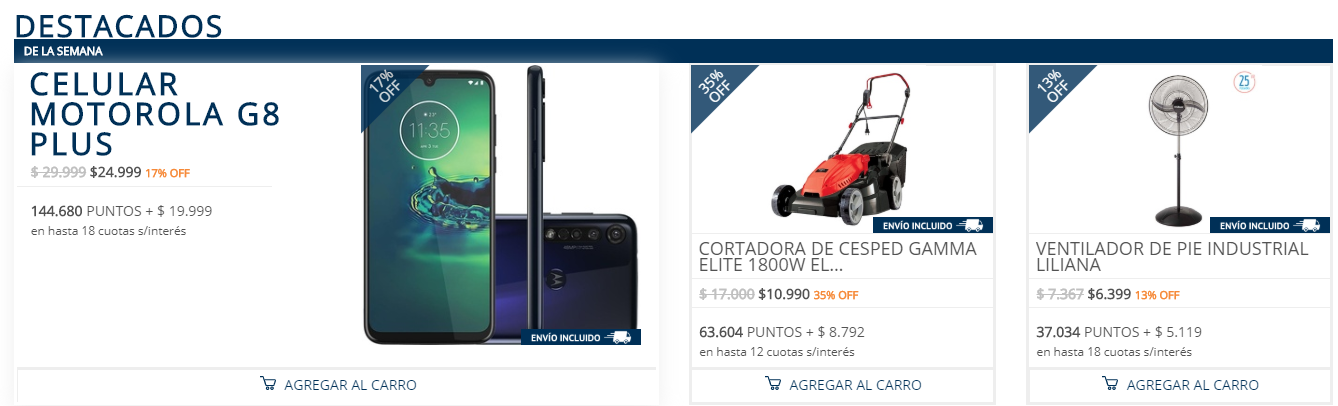 DESTACADOS
DE LA SEMANA
CELULAR
MOTOROLA G8
PLUS
$ 29.999 $24.999 17% OFF
144.680 PUNTOS + $ 19.999
en hasta 18 cuotas s/interés
17%
OFF
11:35
ENVÍO INCLUIDO
AGREGAR AL CARRO
35%
OFF
ENVÍO INCLUIDO
CORTADORA DE CESPED GAMMA
ELITE 1800W EL...
$ 17.000 $10.990 35% OFF
63.604 PUNTOS + $ 8.792
en hasta 12 cuotas s/interés
AGREGAR AL CARRO
13%
OFF
25
ENVÍO INCLUIDO
VENTILADOR DE PIE INDUSTRIAL
LILIANA
$ 7.367 $6.399 13% OFF
37.034 PUNTOS + $ 5.119
en hasta 18 cuotas s/interés
AGREGAR AL CARRO